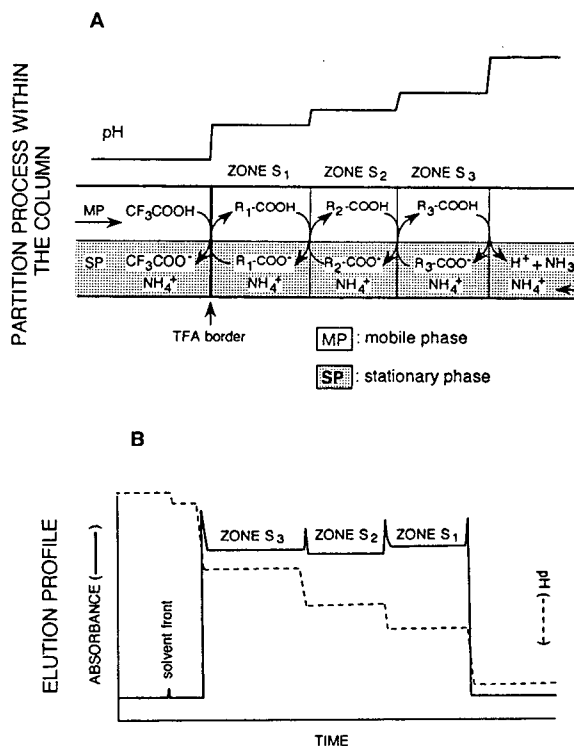 A
PARTITION PROCESS WITHIN
THE COLUMN
pH
ZONE S₁ ZONE S₂ ZONE S₃
MP CF₃COOH R₁-COOH R₂-COOH R₃-COOH
SP CF₃COO⁻ R₁-COO⁻ R₂-COO⁻ R₃-COO⁻ H⁺ + NH₃
NH₄⁺ NH₄⁺ NH₄⁺ NH₄⁺ NH₄⁺
TFA border
MP : mobile phase
SP : stationary phase
B
ELUTION PROFILE
ABSORBANCE (—)
solvent front
ZONE S₃ ZONE S₂ ZONE S₁
pH (----)
TIME